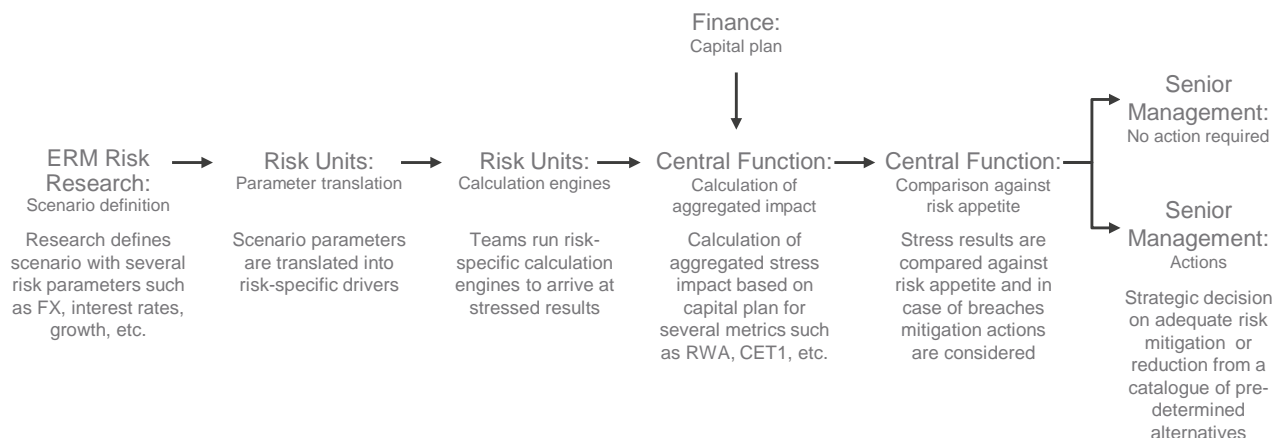 Finance:
Capital plan
ERM Risk
Research:
Scenario definition
Research defines
scenario with several
risk parameters such
as FX, interest rates,
growth, etc.
Risk Units:
Parameter translation
Scenario parameters
are translated into
risk-specific drivers
Risk Units:
Calculation engines
Teams run risk-
specific calculation
engines to arrive at
stressed results
Central Function:
Calculation of
aggregated impact
Calculation of
aggregated stress
impact based on
capital plan for
several metrics such
as RWA, CET1, etc.
Central Function:
Comparison against
risk appetite
Stress results are
compared against
risk appetite and in
case of breaches
mitigation actions
are considered
Senior
Management:
No action required
Senior
Management:
Actions
Strategic decision
on adequate risk
mitigation or
reduction from a
catalogue of pre-
determined
alternatives